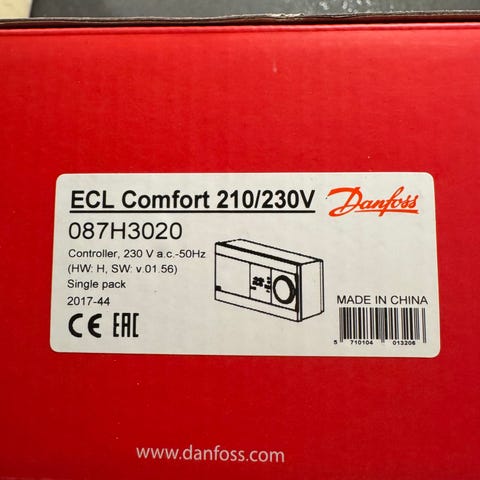 ECL Comfort 210/230V
Danfoss
087H3020
Controller, 230 V a.c.-50Hz
(HW: H, SW: v.01.56)
Single pack
2017-44
CE EAC
MADE IN CHINA
5 710104 013206
www.danfoss.com